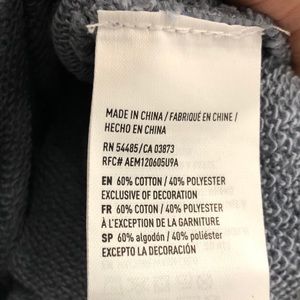 MADE IN CHINA / FABRIQUÉ EN CHINE /
HECHO EN CHINA
RN 54485/CA 03873
RFC# AEM120605U9A
EN 60% COTTON / 40% POLYESTER
EXCLUSIVE OF DECORATION
FR 60% COTON / 40% POLYESTER
À L'EXCEPTION DE LA GARNITURE
SP 60% algodón / 40% poliéster
EXCEPTO LA DECORACIÓN